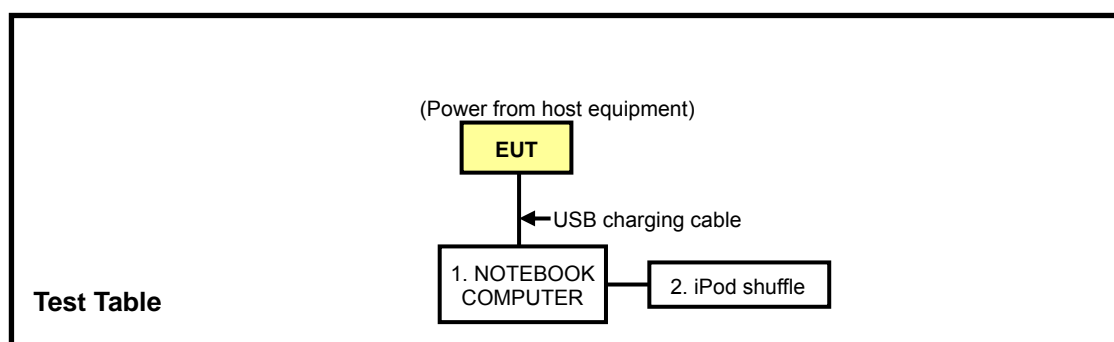 (Power from host equipment)
EUT
USB charging cable
1. NOTEBOOK
COMPUTER
2. iPod shuffle
Test Table